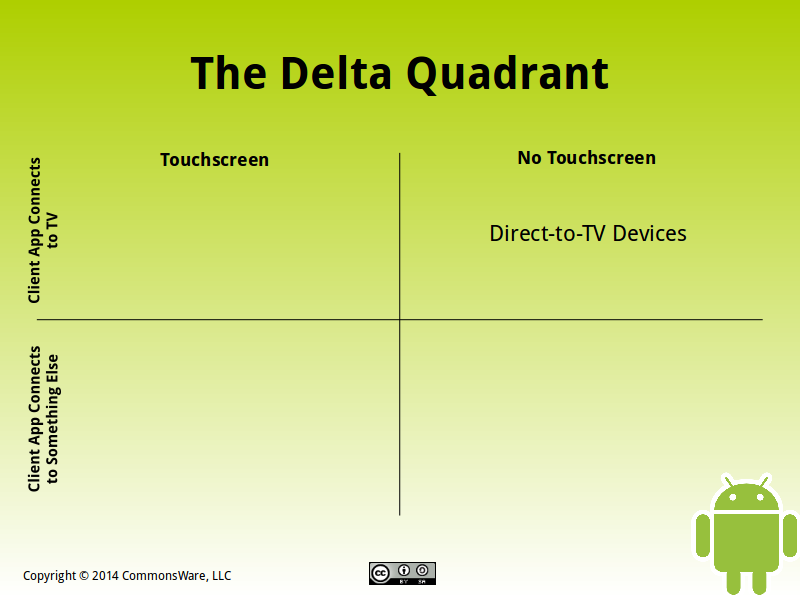 The Delta Quadrant
Touchscreen
No Touchscreen
Client App Connects
to TV
Direct-to-TV Devices
Client App Connects
to Something Else
Copyright © 2014 CommonsWare, LLC
cc
BY SA